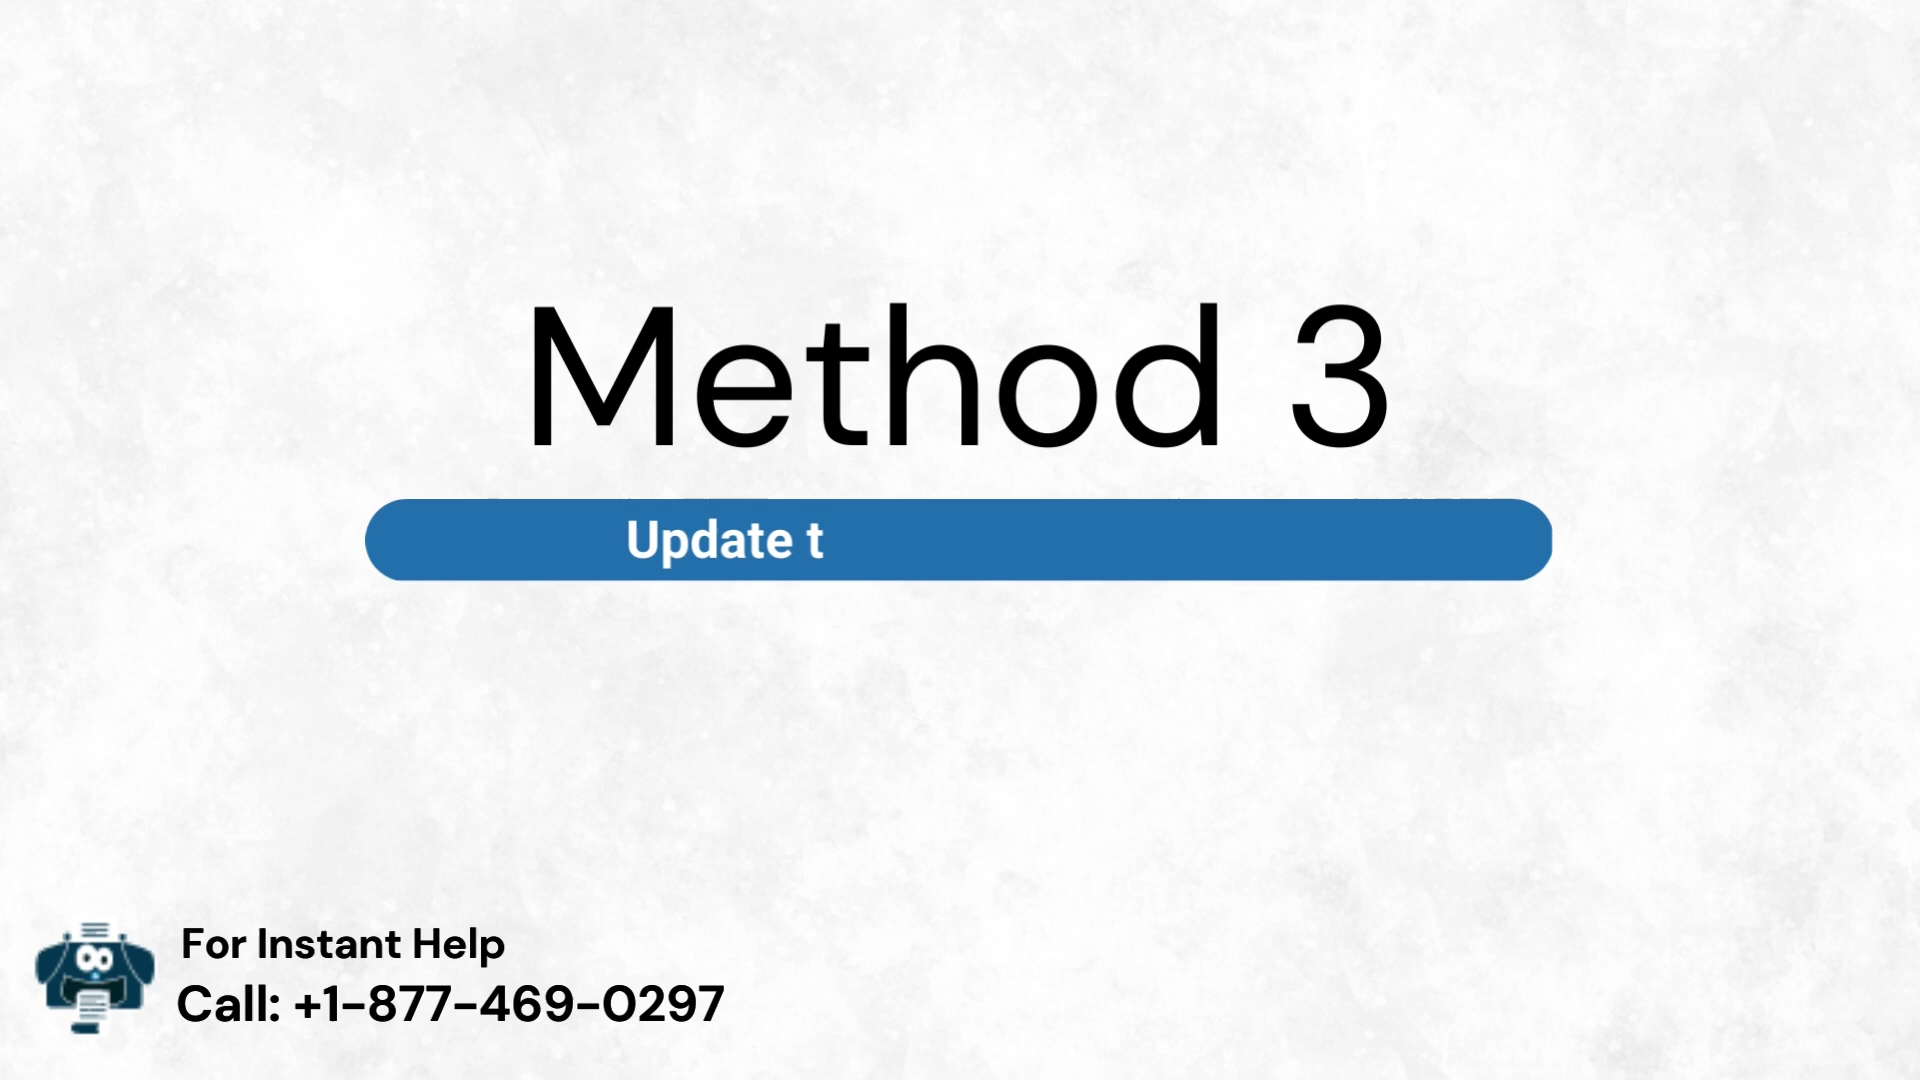 Method 3
Update t
For Instant Help
Call: +1-877-469-0297